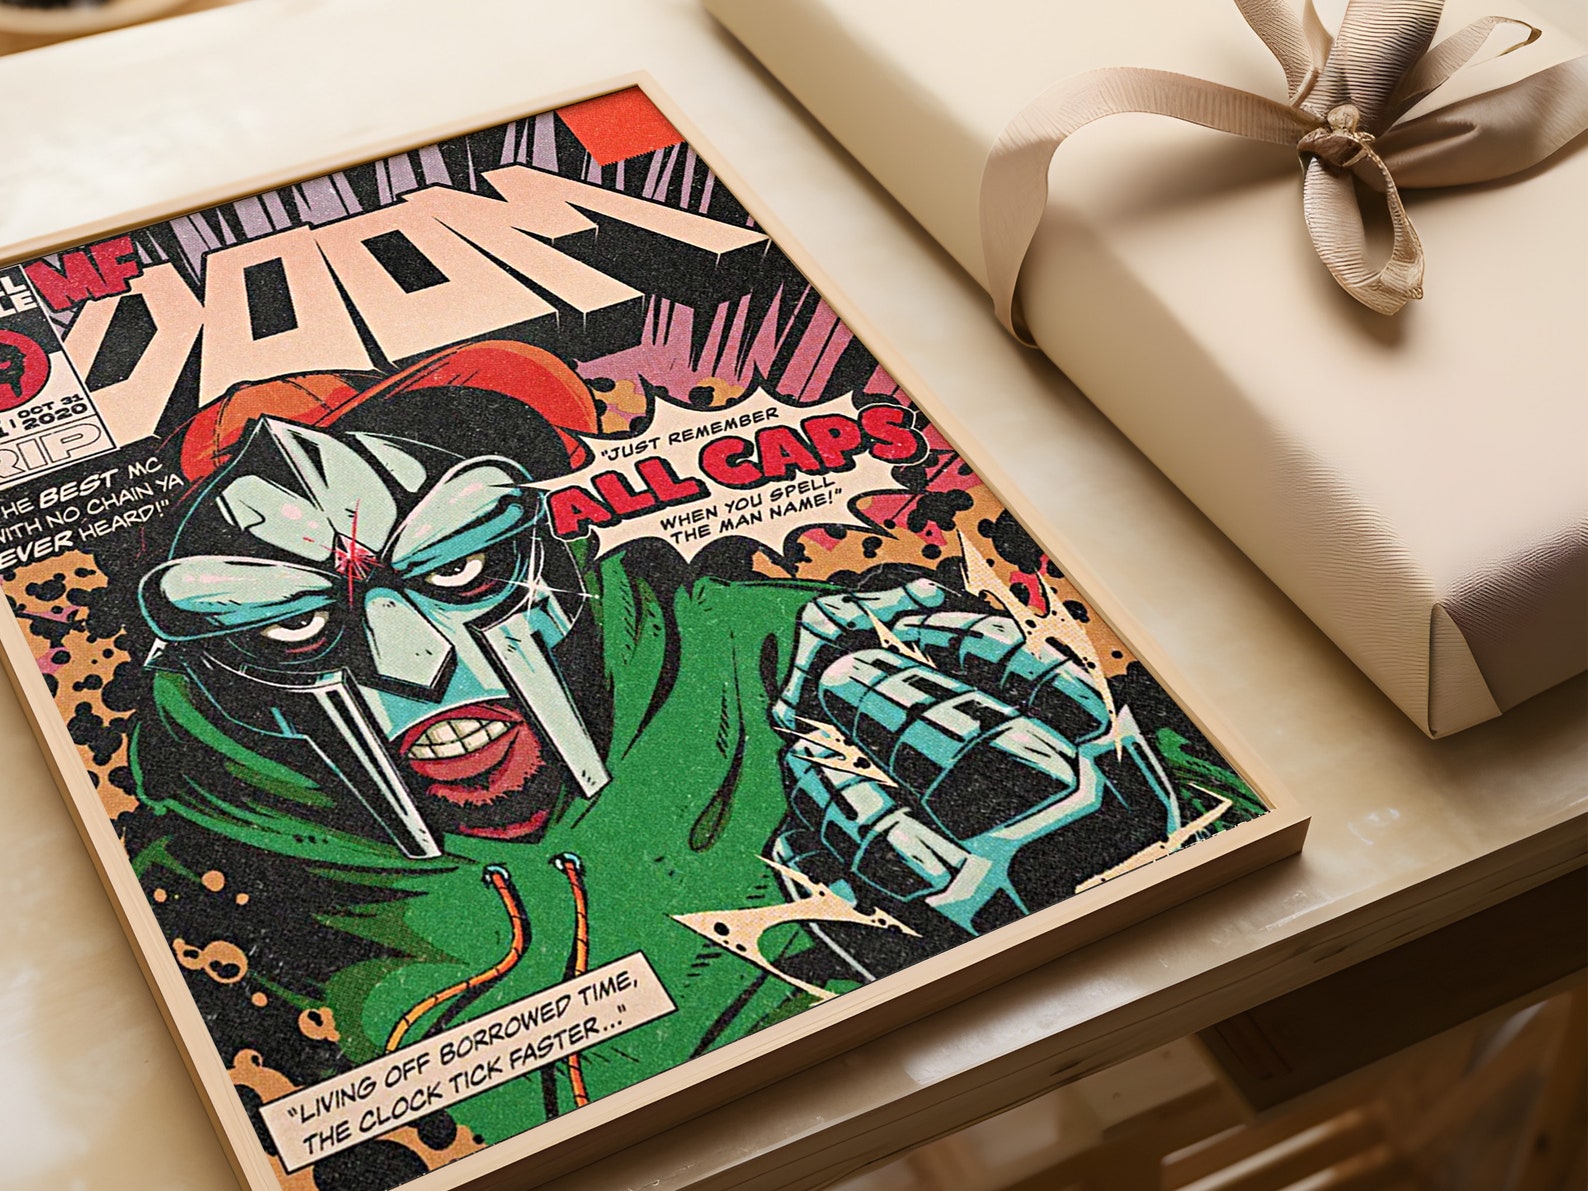 MF
DOOM
OCT 31
2020
RIP
BEST MC
WITH NO CHAIN YA
EVER HEARD!"
"JUST REMEMBER
ALL CAPS
WHEN YOU SPELL
THE MAN NAME!"
"LIVING OFF BORROWED TIME,
THE CLOCK TICK FASTER..."